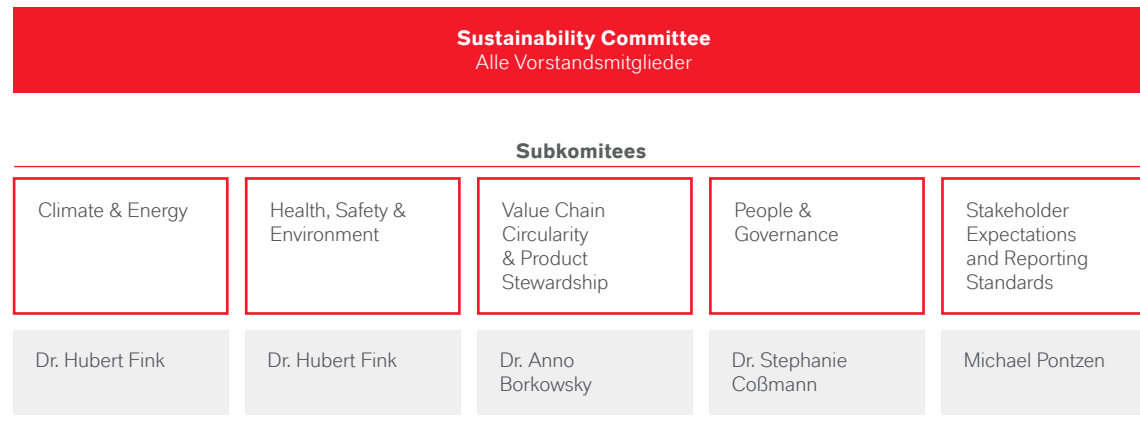 Sustainability Committee
Alle Vorstandsmitglieder
Subkomitees
Climate & Energy
Health, Safety &
Environment
Value Chain
Circularity
& Product
Stewardship
People &
Governance
Stakeholder
Expectations
and Reporting
Standards
Dr. Hubert Fink
Dr. Hubert Fink
Dr. Anno
Borkowsky
Dr. Stephanie
Coßmann
Michael Pontzen